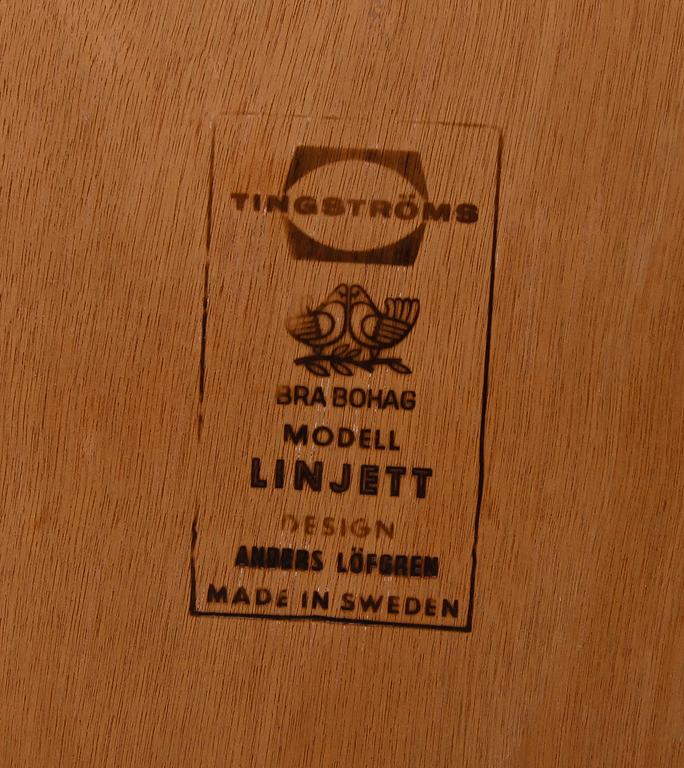 TINGSTRÖMS
BRA BOHAG
MODELL
LINJETT
DESIGN
ANDERS LÖFGREN
MADE IN SWEDEN